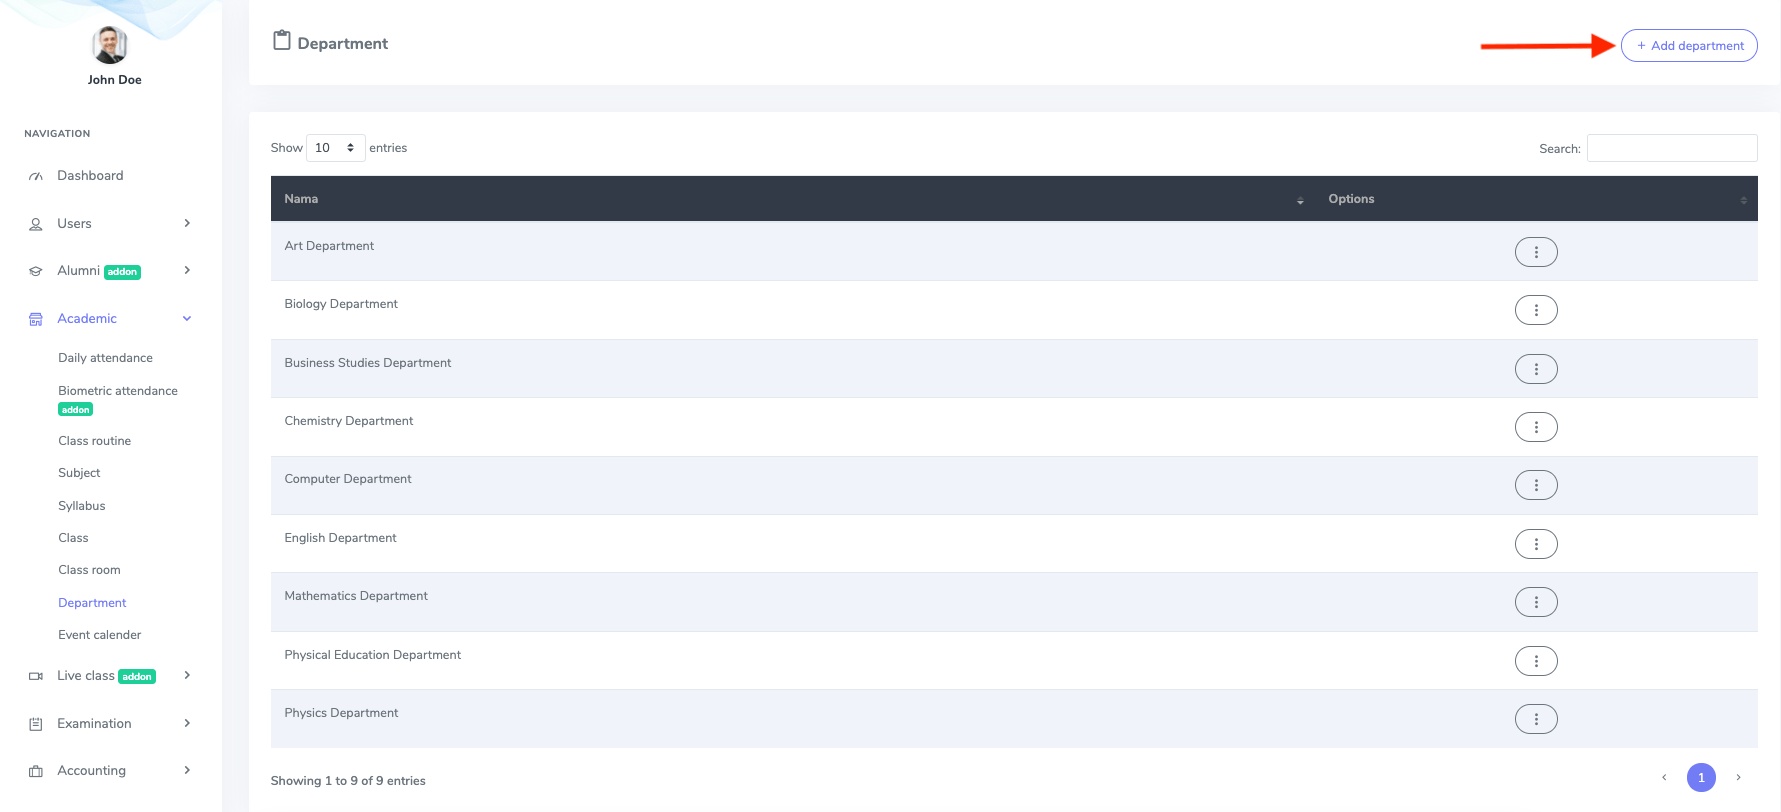 John Doe
NAVIGATION
Dashboard
Users
Alumni addon
Academic
Daily attendance
Biometric attendance
addon
Class routine
Subject
Syllabus
Class
Class room
Department
Event calender
Live class addon
Examination
Accounting
Department
+ Add department
Show 10 entries
Search:
Nama Options
Art Department
Biology Department
Business Studies Department
Chemistry Department
Computer Department
English Department
Mathematics Department
Physical Education Department
Physics Department
Showing 1 to 9 of 9 entries
‹ 1 ›